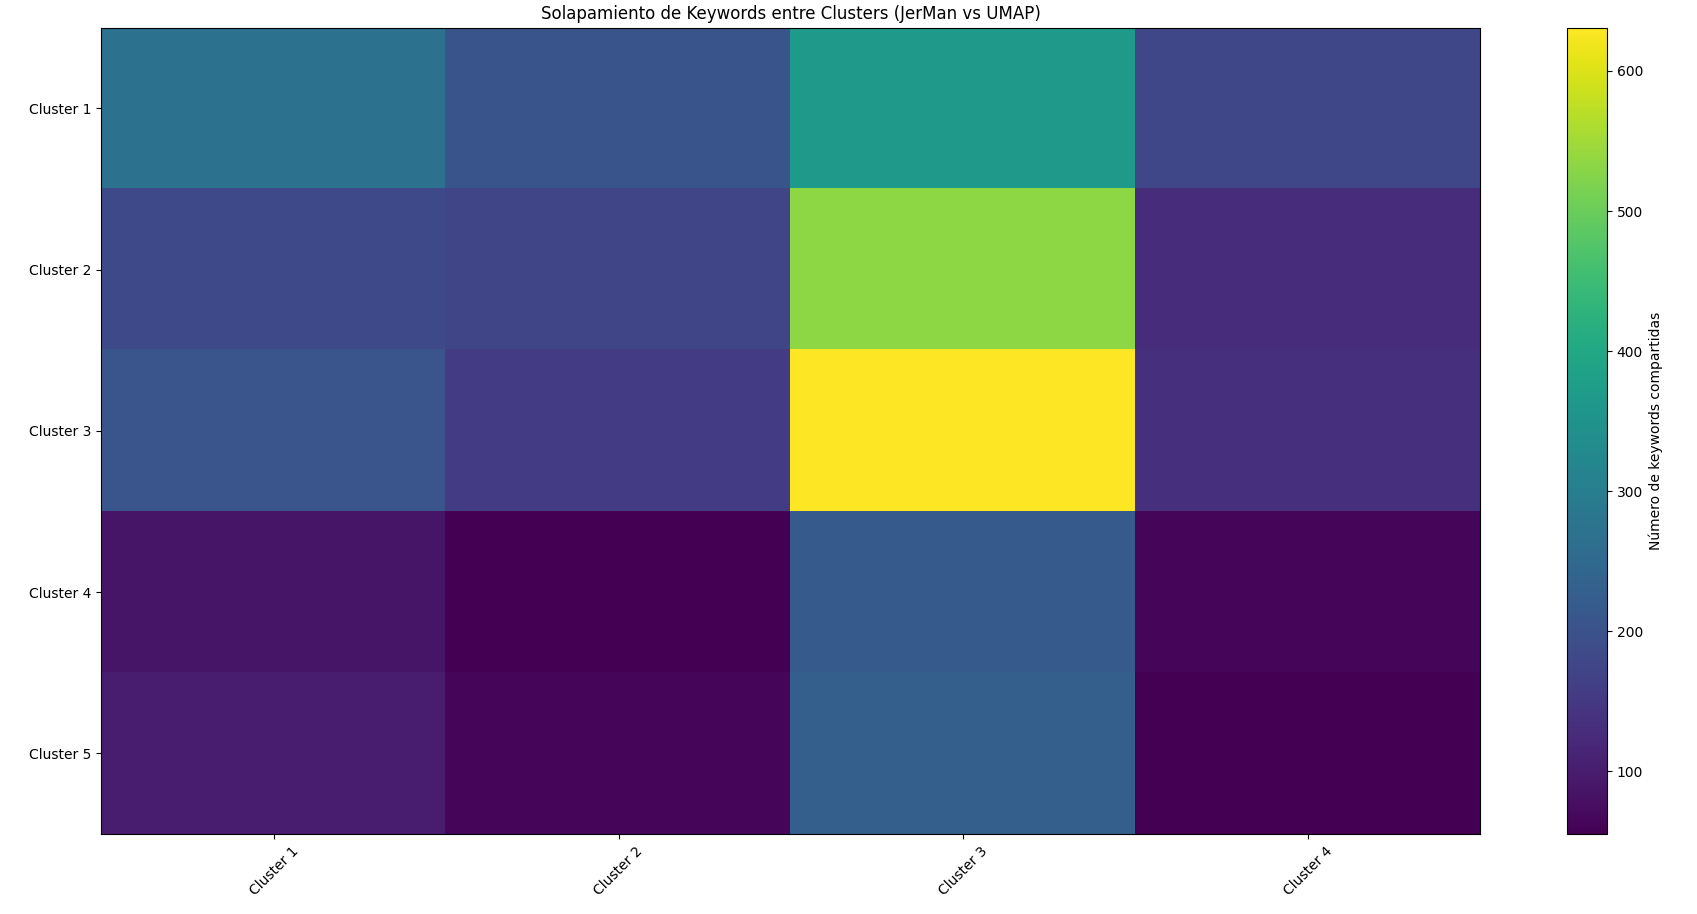 Solapamiento de Keywords entre Clusters (JerMan vs UMAP)
Cluster 1
Cluster 2
Cluster 3
Cluster 4
Cluster 5
Cluster 1
Cluster 2
Cluster 3
Cluster 4
600
500
400
300
200
100
Número de keywords compartidas